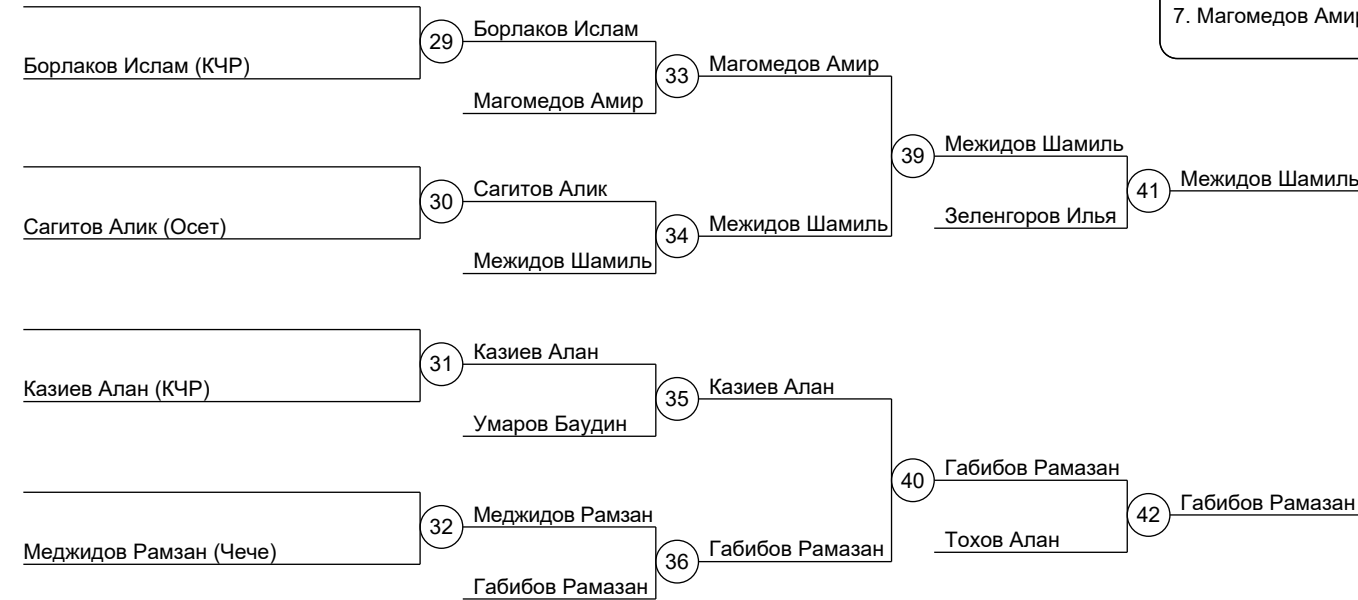 7. Магомедов Амир
Борлаков Ислам
29
Борлаков Ислам (КЧР)
Магомедов Амир
33
Магомедов Амир
Межидов Шамиль
39
Межидов Шамиль
41
Сагитов Алик
30
Зеленгоров Илья
Сагитов Алик (Осет)
Межидов Шамиль
34
Межидов Шамиль
Казиев Алан
31
Казиев Алан (КЧР)
Казиев Алан
35
Умаров Баудин
Габибов Рамазан
40
Габибов Рамазан
42
Меджидов Рамзан
32
Тохов Алан
Меджидов Рамзан (Чече)
Габибов Рамазан
36
Габибов Рамазан